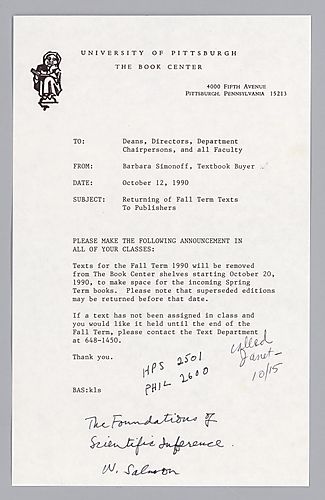 UNIVERSITY OF PITTSBURGH
THE BOOK CENTER
4000 FIFTH AVENUE
PITTSBURGH, PENNSYLVANIA 15213
TO: Deans, Directors, Department
Chairpersons, and all Faculty
FROM: Barbara Simonoff, Textbook Buyer
DATE: October 12, 1990
SUBJECT: Returning of Fall Term Texts
To Publishers
PLEASE MAKE THE FOLLOWING ANNOUNCEMENT IN
ALL OF YOUR CLASSES:
Texts for the Fall Term 1990 will be removed
from The Book Center shelves starting October 20,
1990, to make space for the incoming Spring
Term books. Please note that superseded editions
may be returned before that date.
If a text has not been assigned in class and
you would like it held until the end of the
Fall Term, please contact the Text Department
at 648-1450.
Thank you.
HPS 2501
PHIL 2600
called
Janet
10/15
BAS:kls
The Foundations of
Scientific Inference.
W. Salmon